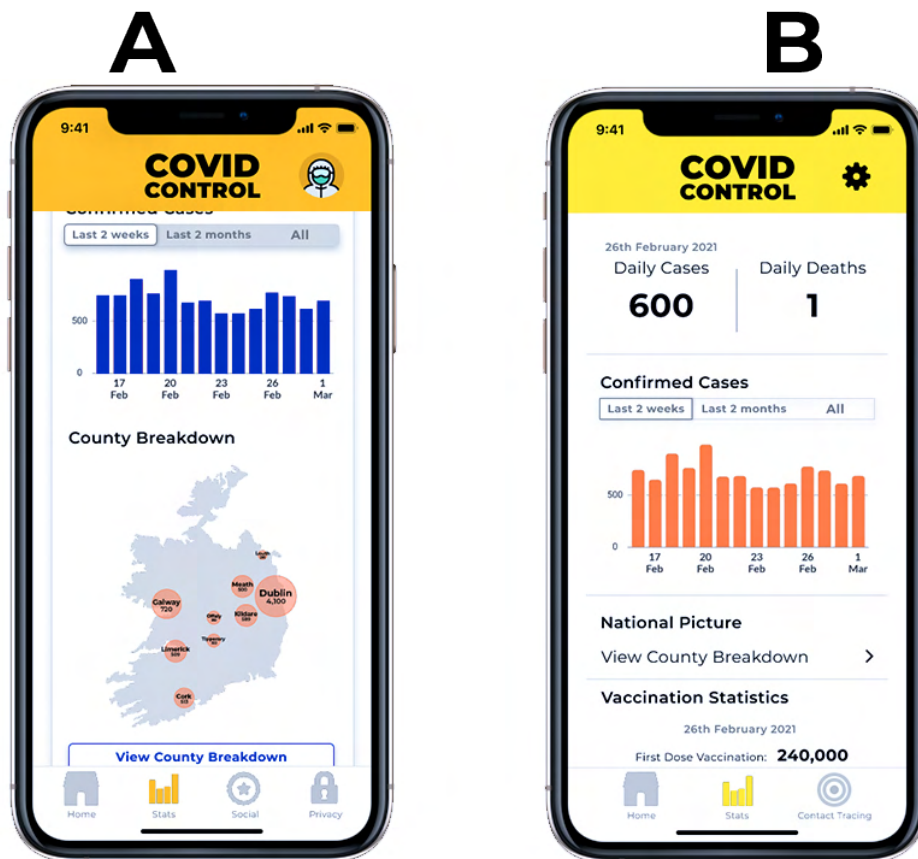 A
9:41
COVID
CONTROL
Confirmed Cases
Last 2 weeks Last 2 months All
500
0
17 Feb 20 Feb 23 Feb 26 Feb 1 Mar
County Breakdown
Louth
Meath
Dublin
4,100
Galway
720
Offaly
Kildare
Tipperary
Limerick
Cork
View County Breakdown
Home Stats Social Privacy
B
9:41
COVID
CONTROL
26th February 2021
Daily Cases Daily Deaths
600 1
Confirmed Cases
Last 2 weeks Last 2 months All
500
0
17 Feb 20 Feb 23 Feb 26 Feb 1 Mar
National Picture
View County Breakdown
Vaccination Statistics
26th February 2021
First Dose Vaccination: 240,000
Home Stats Contact Tracing